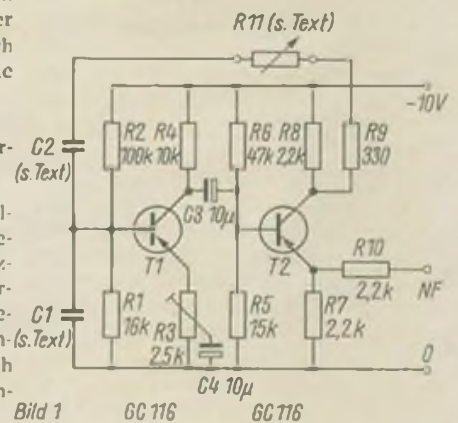 R11 (s. Text)
-10V
C2
(s. Text)
R2
100k
R4
10k
R6
47k
R8
2,2k
R9
330
C3 10µ
T1
T2
R10
2,2k
NF
C1
(s. Text)
R1
16k
R3
2,5k
R5
15k
R7
2,2k
0
C4 10µ
Bild 1 GC 116 GC 116